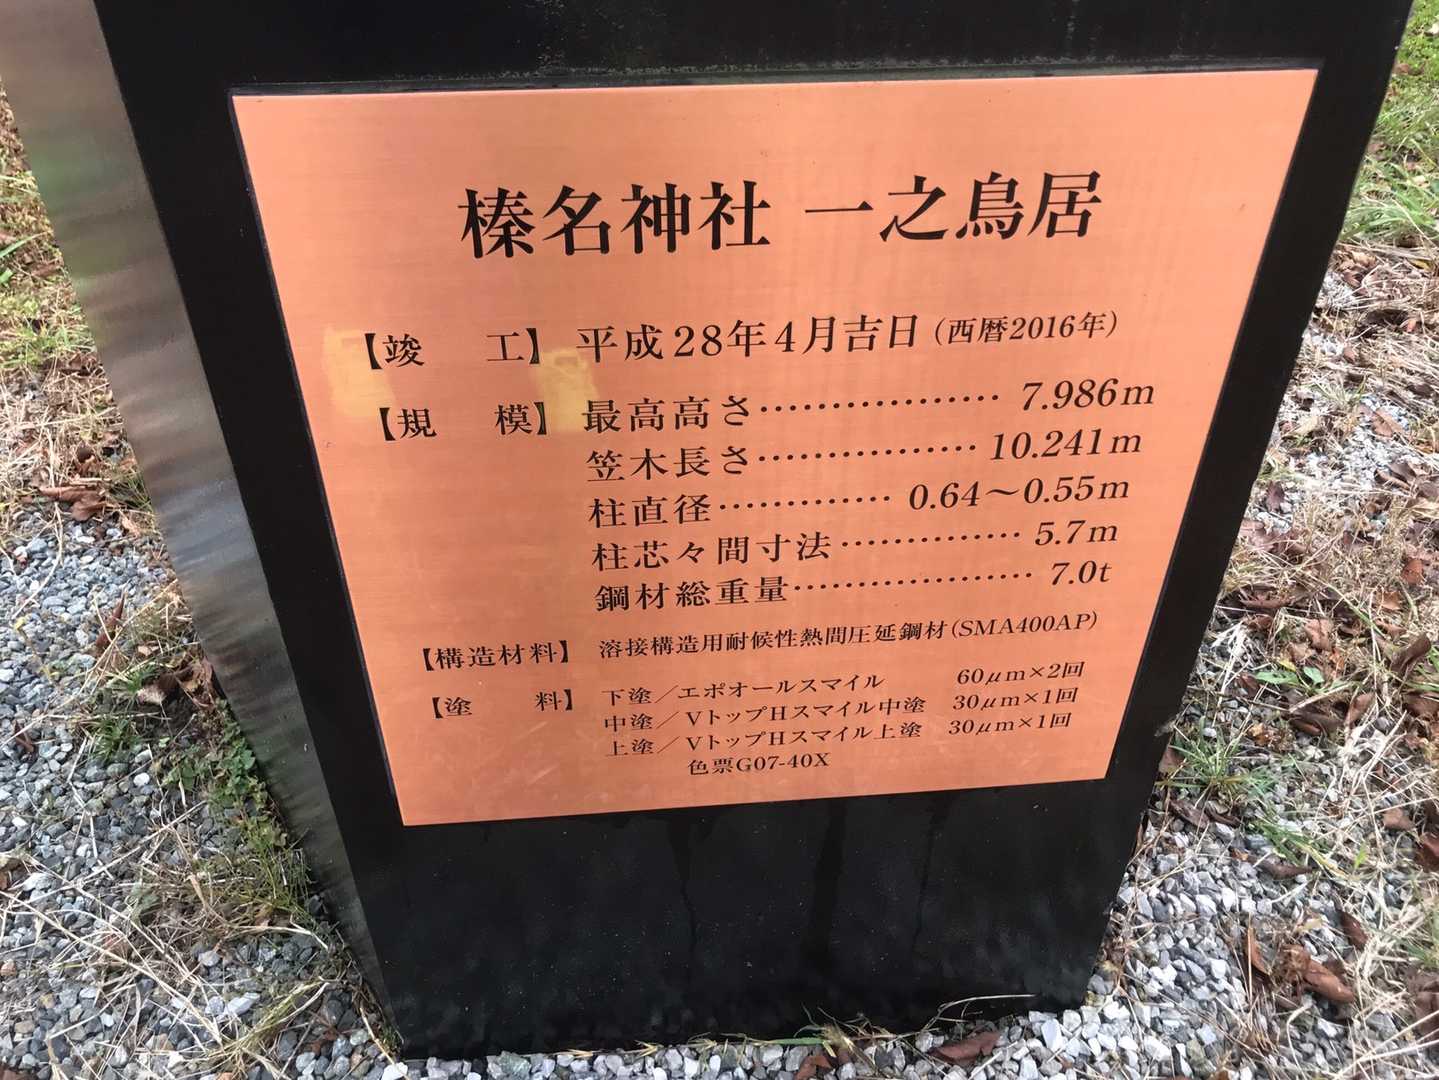 榛名神社 一之鳥居
【竣　工】 平成28年4月吉日(西暦2016年)
【規　模】 最高高さ……………… 7.986m
笠木長さ……………… 10.241m
柱直径…………… 0.64〜0.55m
柱芯々間寸法…………… 5.7m
鋼材総重量………………… 7.0t
【構造材料】 溶接構造用耐候性熱間圧延鋼材(SMA400AP)
【塗　料】 下塗／エポオールスマイル 60μm×2回
中塗／VトップHスマイル中塗 30μm×1回
上塗／VトップHスマイル上塗 30μm×1回
色票G07-40X